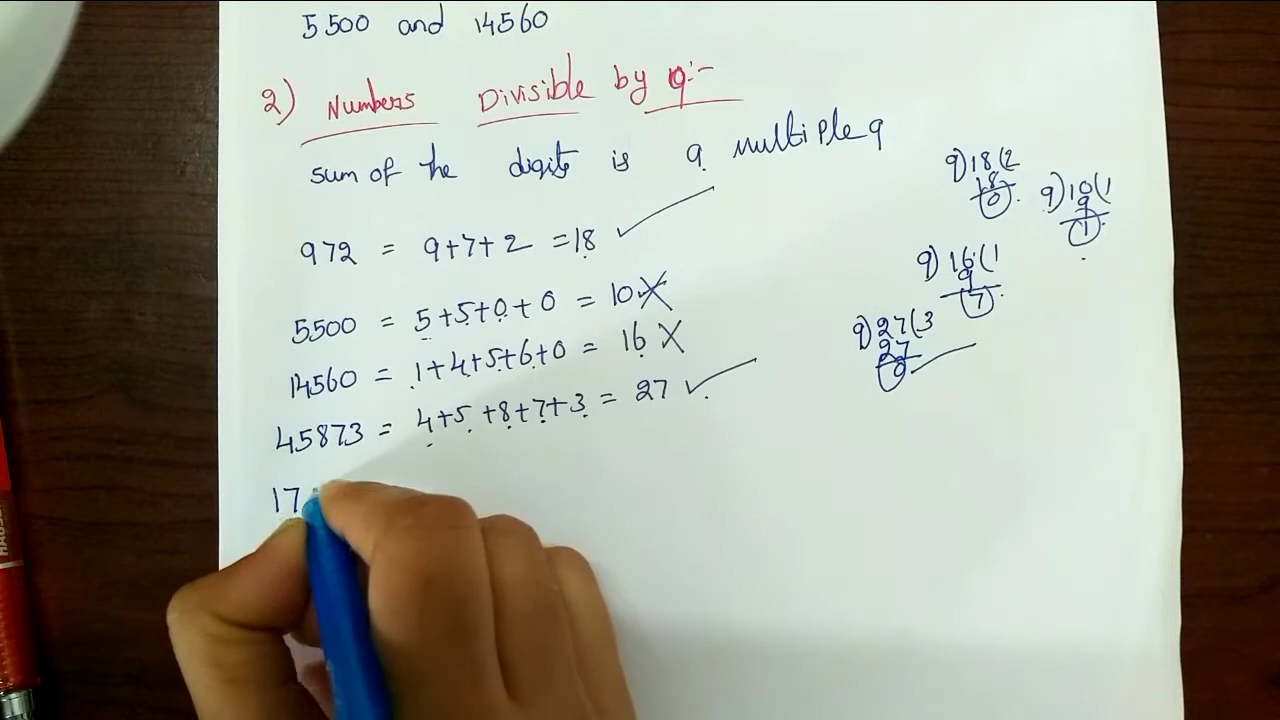 5500 and 14560
2) Numbers Divisible by 9:-
sum of the digits is a multiple 9
972 = 9+7+2 = 18 ✓
5500 = 5+5+0+0 = 10 X
14560 = 1+4+5+6+0 = 16 X
45873 = 4+5+8+7+3 = 27 ✓
17
9)18(2
18
0
9)10(1
9
1
9)16(1
9
7
9)27(3
27
0